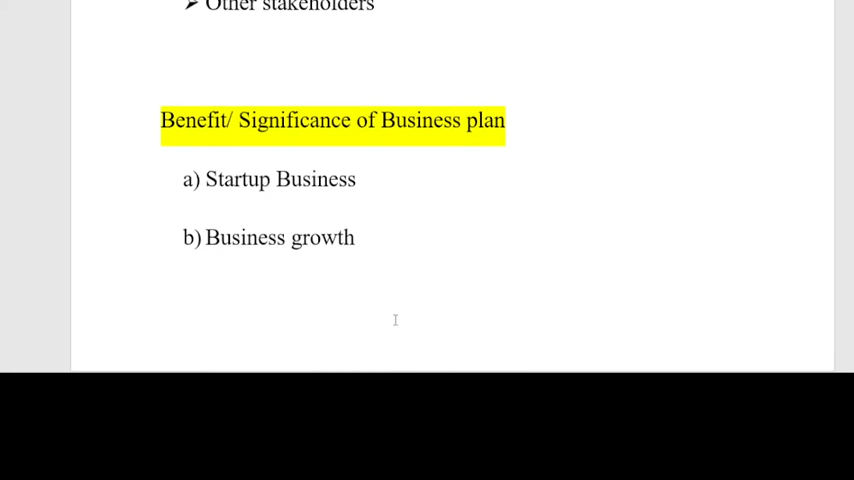 ➤ Other stakeholders
Benefit/ Significance of Business plan
a) Startup Business
b) Business growth